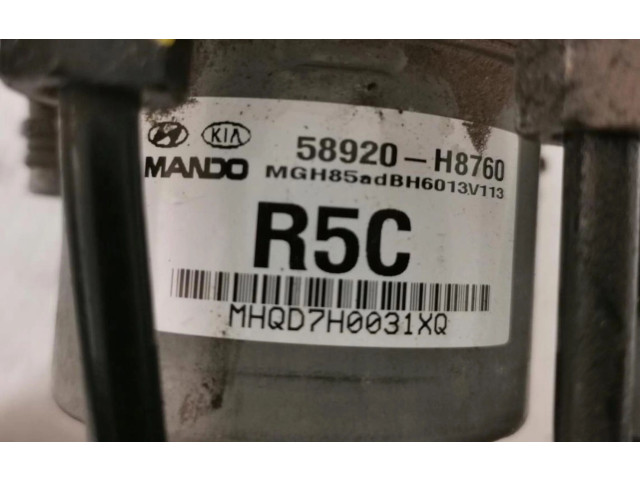 KIA 58920-H8760
MANDO MGH85adBH6013V113
R5C
MHQD7H0031XQ